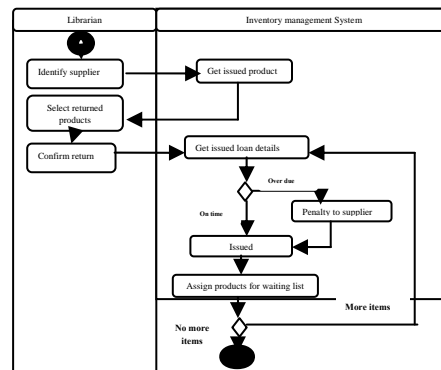 Librarian
Inventory management System
Identify supplier
Get issued product
Select returned
products
Confirm return
Get issued loan details
Over due
On time
Penalty to supplier
Issued
Assign products for waiting list
More items
No more
items